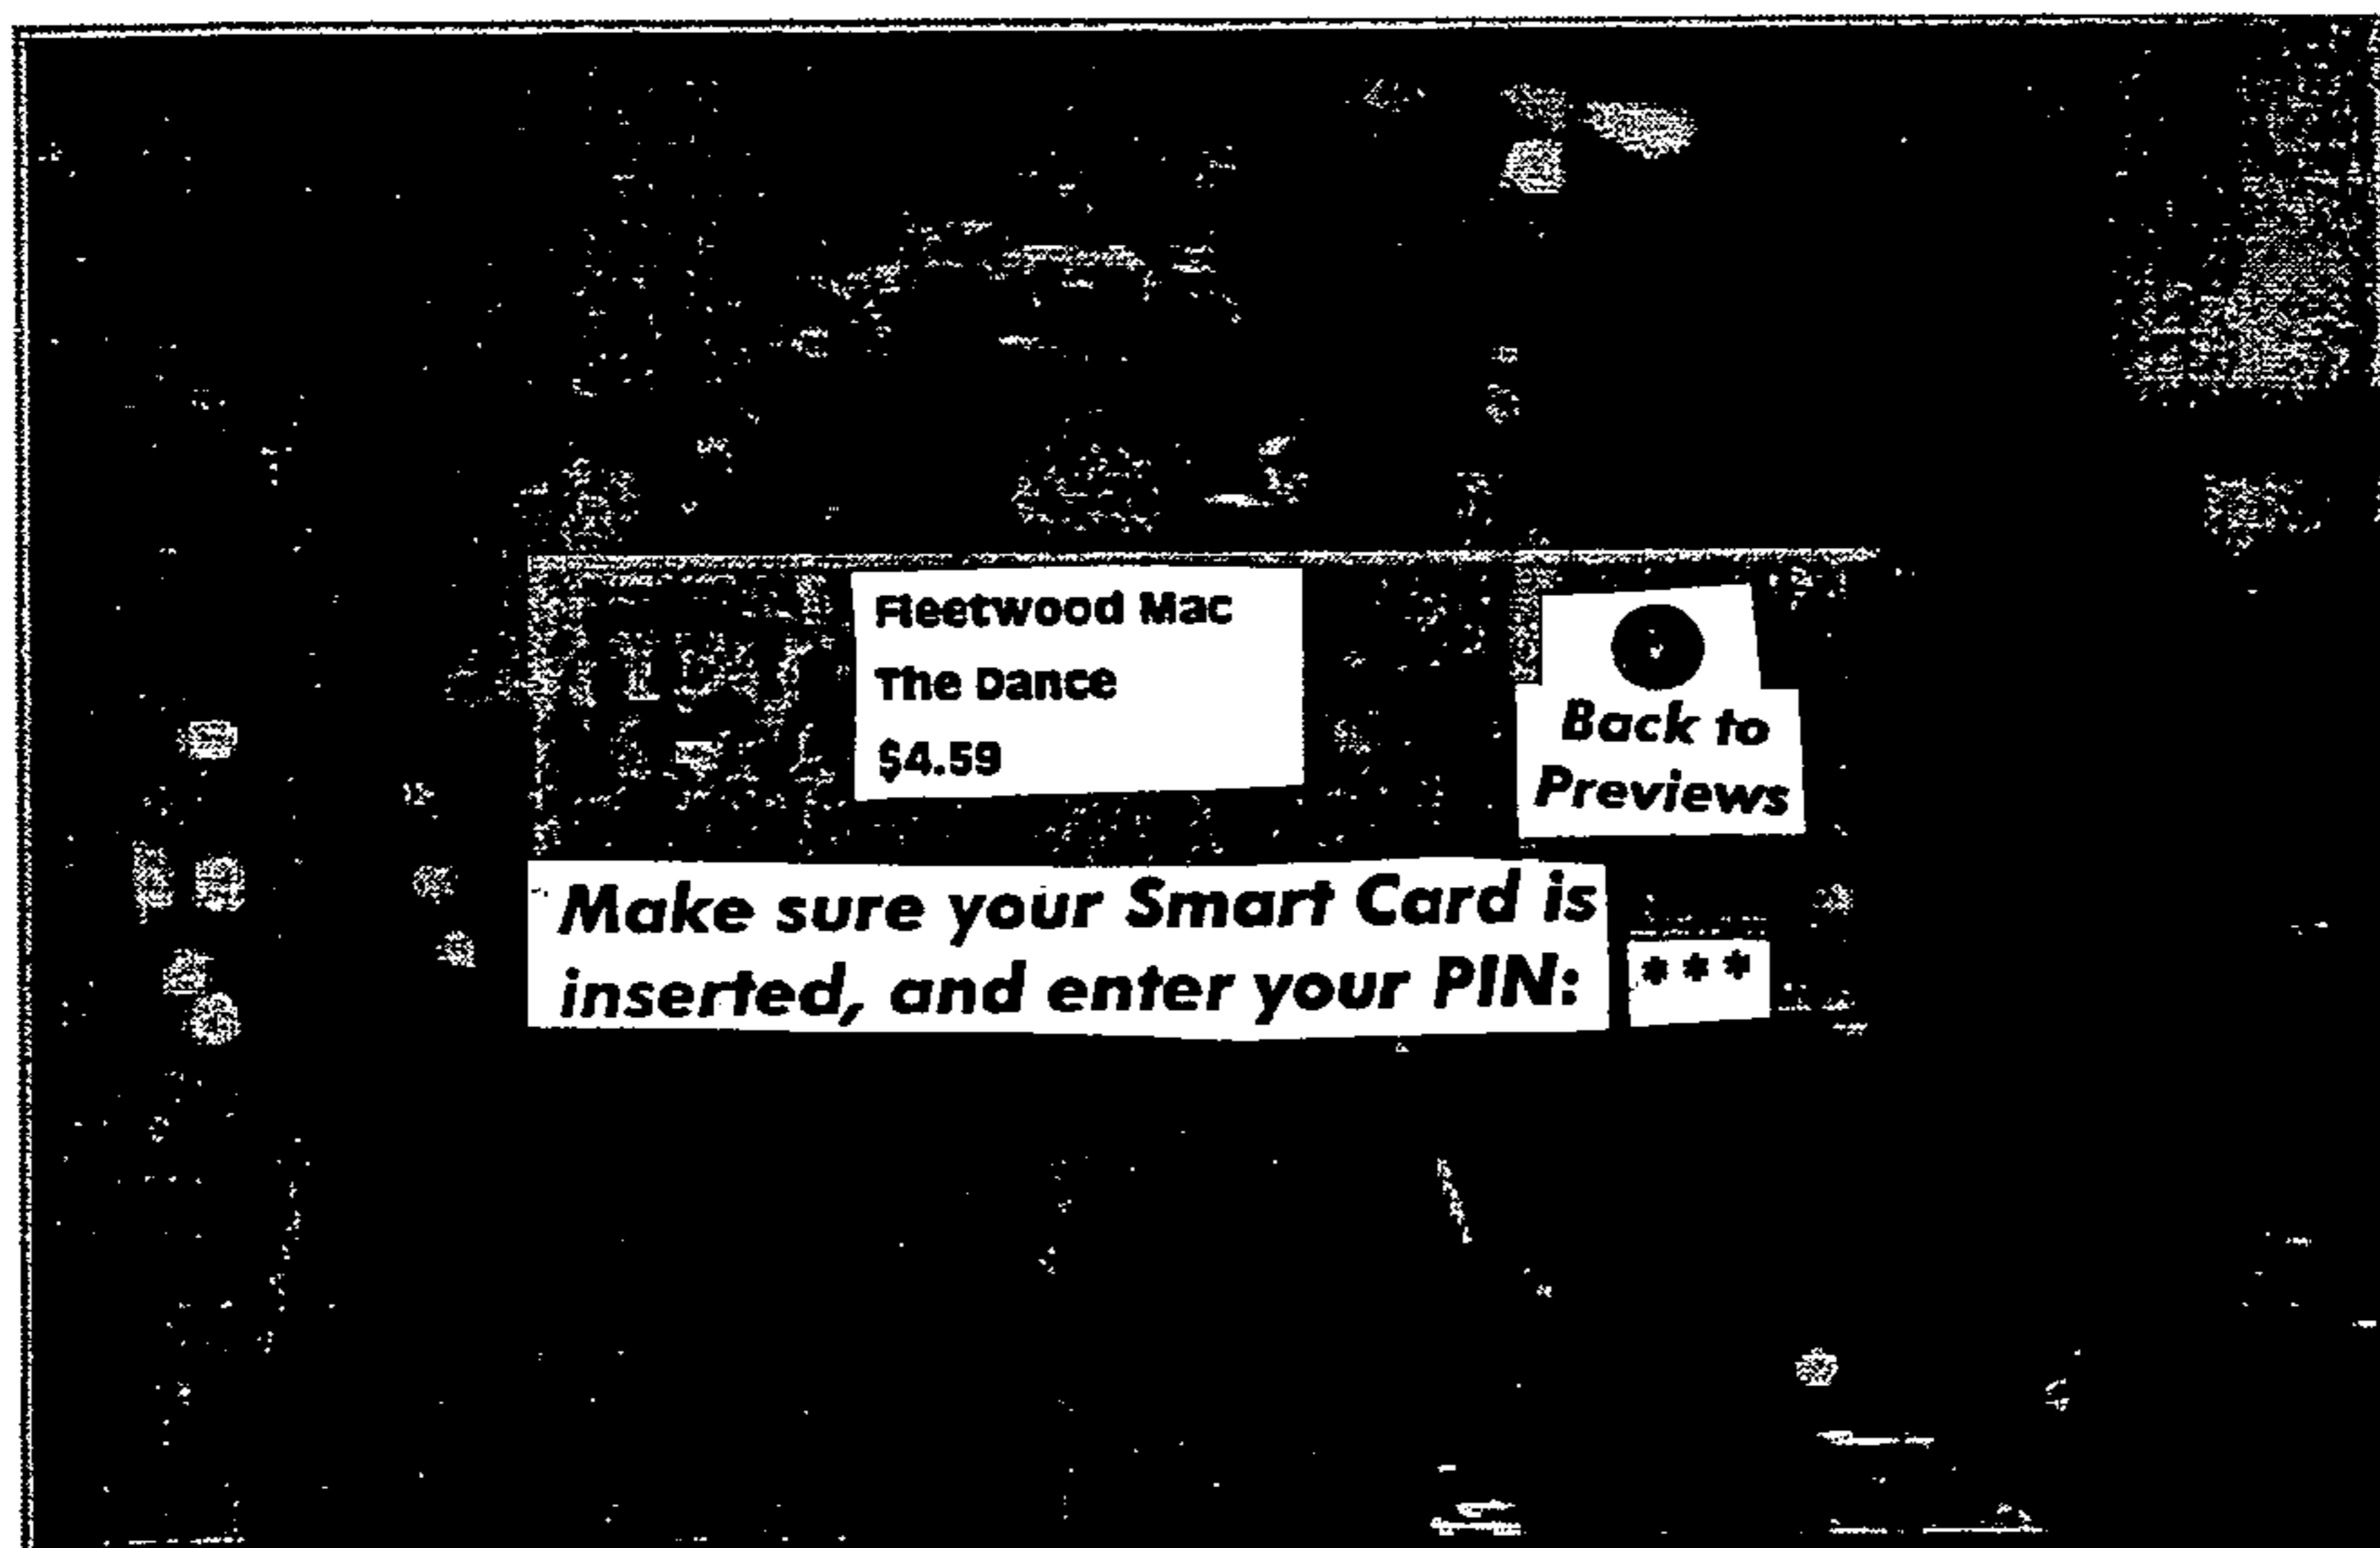 Fleetwood Mac
The Dance
$4.59
Back to
Previews
Make sure your Smart Card is
inserted, and enter your PIN: ***